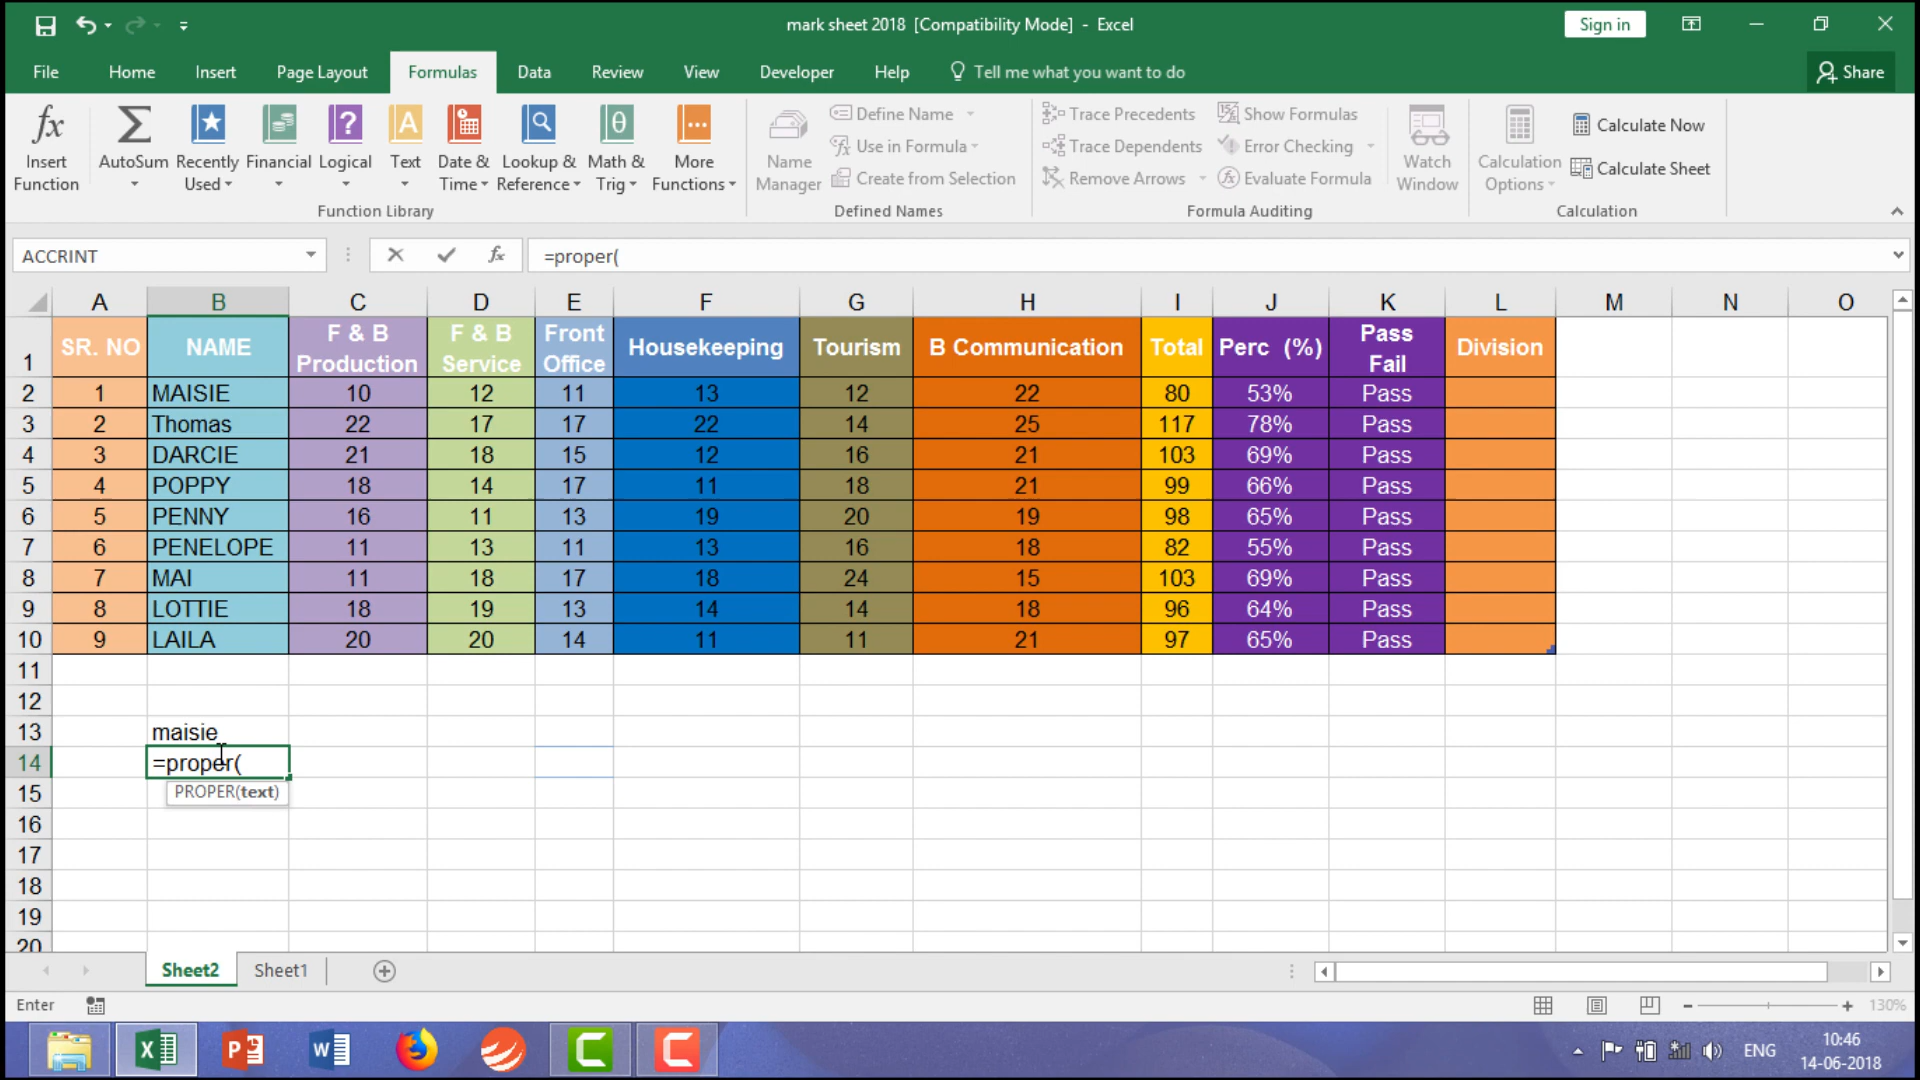 mark sheet 2018 [Compatibility Mode] - Excel
Sign in
File Home Insert Page Layout Formulas Data Review View Developer Help Tell me what you want to do Share
Insert Function
AutoSum
Recently Used
Financial
Logical
Text
Date & Time
Lookup & Reference
Math & Trig
More Functions
Function Library
Name Manager
Define Name
Use in Formula
Create from Selection
Defined Names
Trace Precedents
Trace Dependents
Remove Arrows
Show Formulas
Error Checking
Evaluate Formula
Formula Auditing
Watch Window
Calculation Options
Calculate Now
Calculate Sheet
Calculation
ACCRINT fx =proper(
A B C D E F G H I J K L M N O
1 SR. NO NAME F & B Production F & B Service Front Office Housekeeping Tourism B Communication Total Perc (%) Pass Fail Division
2 1 MAISIE 10 12 11 13 12 22 80 53% Pass
3 2 Thomas 22 17 17 22 14 25 117 78% Pass
4 3 DARCIE 21 18 15 12 16 21 103 69% Pass
5 4 POPPY 18 14 17 11 18 21 99 66% Pass
6 5 PENNY 16 11 13 19 20 19 98 65% Pass
7 6 PENELOPE 11 13 11 13 16 18 82 55% Pass
8 7 MAI 11 18 17 18 24 15 103 69% Pass
9 8 LOTTIE 18 19 13 14 14 18 96 64% Pass
10 9 LAILA 20 20 14 11 11 21 97 65% Pass
11
12
13 maisie
14 =proper(
15 PROPER(text)
16
17
18
19
20
Sheet2 Sheet1
Enter 130%
ENG
10:46
14-06-2018